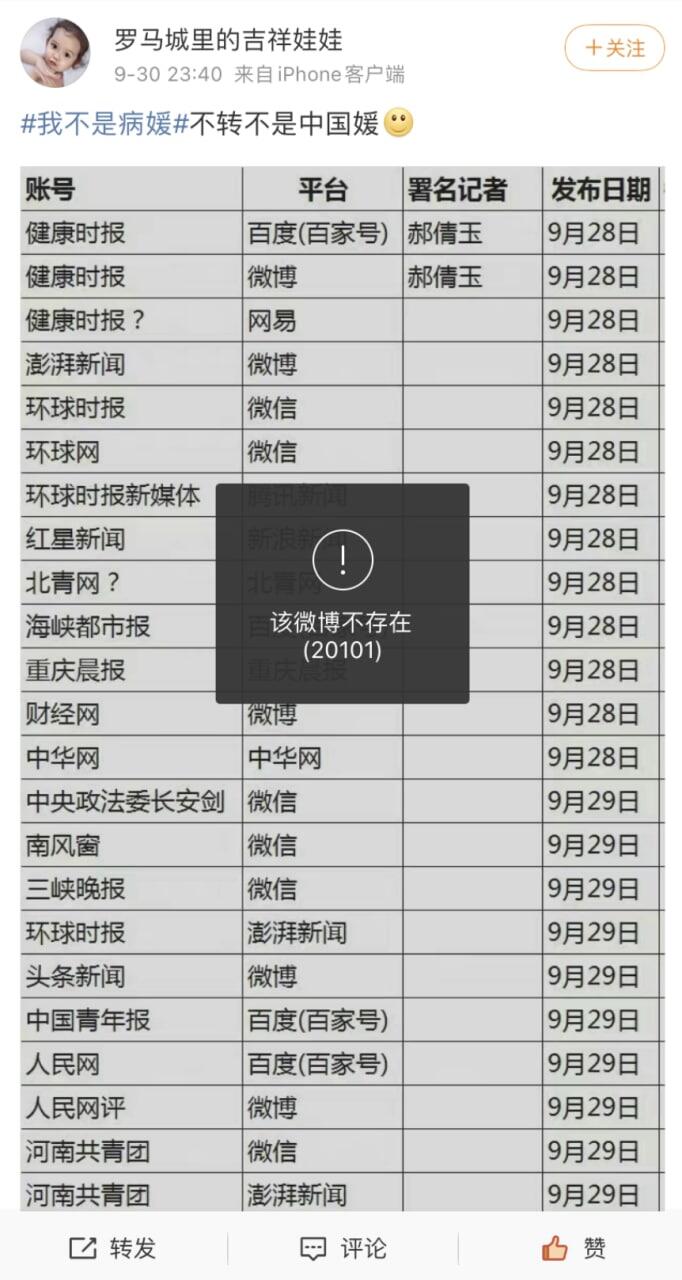 罗马城里的吉祥娃娃
9-30 23:40 来自iPhone客户端
＋关注
#我不是病媛#不转不是中国媛
账号 平台 署名记者 发布日期
健康时报 百度(百家号) 郝倩玉 9月28日
健康时报 微博 郝倩玉 9月28日
健康时报？ 网易 9月28日
澎湃新闻 微博 9月28日
环球时报 微信 9月28日
环球网 微信 9月28日
环球时报新媒体 腾讯新闻 9月28日
红星新闻 新浪新闻 9月28日
北青网？ 北青网 9月28日
海峡都市报 9月28日
重庆晨报 重庆晨报 9月28日
财经网 微博 9月28日
中华网 中华网 9月28日
中央政法委长安剑 微信 9月29日
南风窗 微信 9月29日
三峡晚报 微信 9月29日
环球时报 澎湃新闻 9月29日
头条新闻 微博 9月29日
中国青年报 百度(百家号) 9月29日
人民网 百度(百家号) 9月29日
人民网评 微博 9月29日
河南共青团 微信 9月29日
河南共青团 澎湃新闻 9月29日
该微博不存在
(20101)
转发 评论 赞